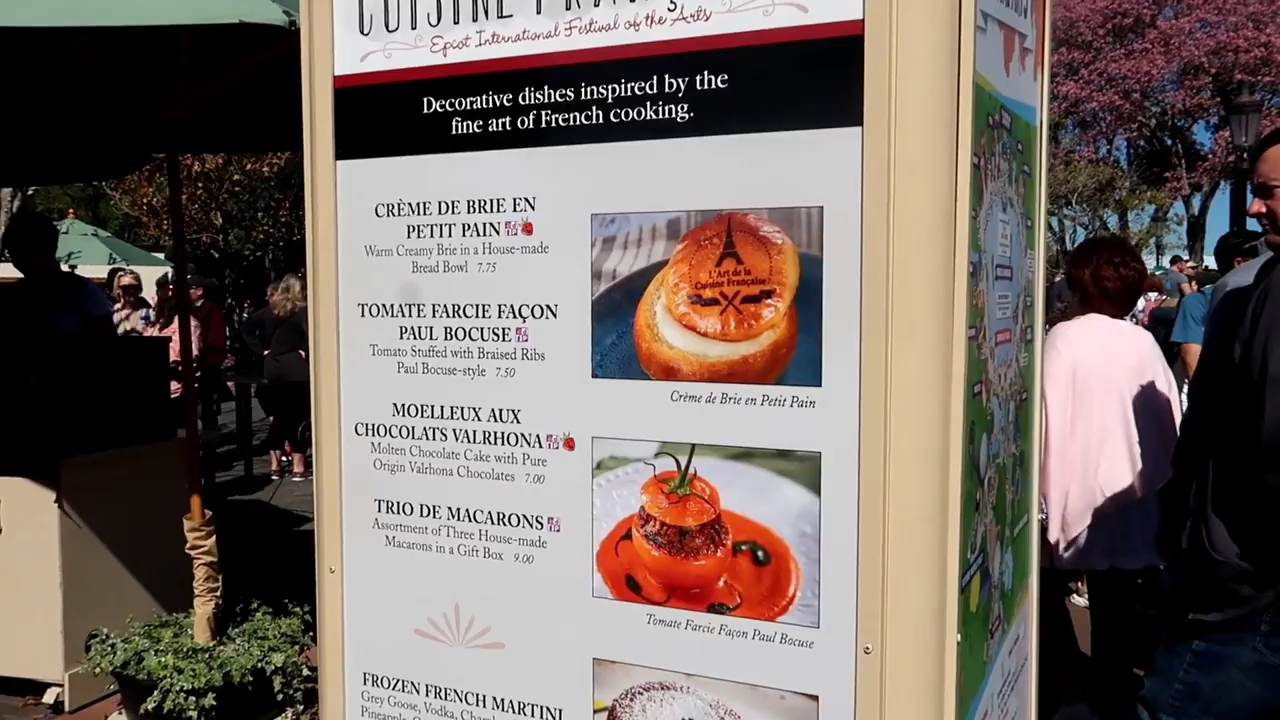 CUISINE
Epcot International Festival of the Arts
Decorative dishes inspired by the
fine art of French cooking.
CRÈME DE BRIE EN
PETIT PAIN
Warm Creamy Brie in a House-made
Bread Bowl 7.75
TOMATE FARCIE FAÇON
PAUL BOCUSE
Tomato Stuffed with Braised Ribs
Paul Bocuse-style 7.50
MOELLEUX AUX
CHOCOLATS VALRHONA
Molten Chocolate Cake with Pure
Origin Valrhona Chocolates 7.00
TRIO DE MACARONS
Assortment of Three House-made
Macarons in a Gift Box 9.00
FROZEN FRENCH MARTINI
Grey Goose, Vodka,
Pineapple,
L'Art de la
Cuisine Française
Crème de Brie en Petit Pain
Tomate Farcie Façon Paul Bocuse